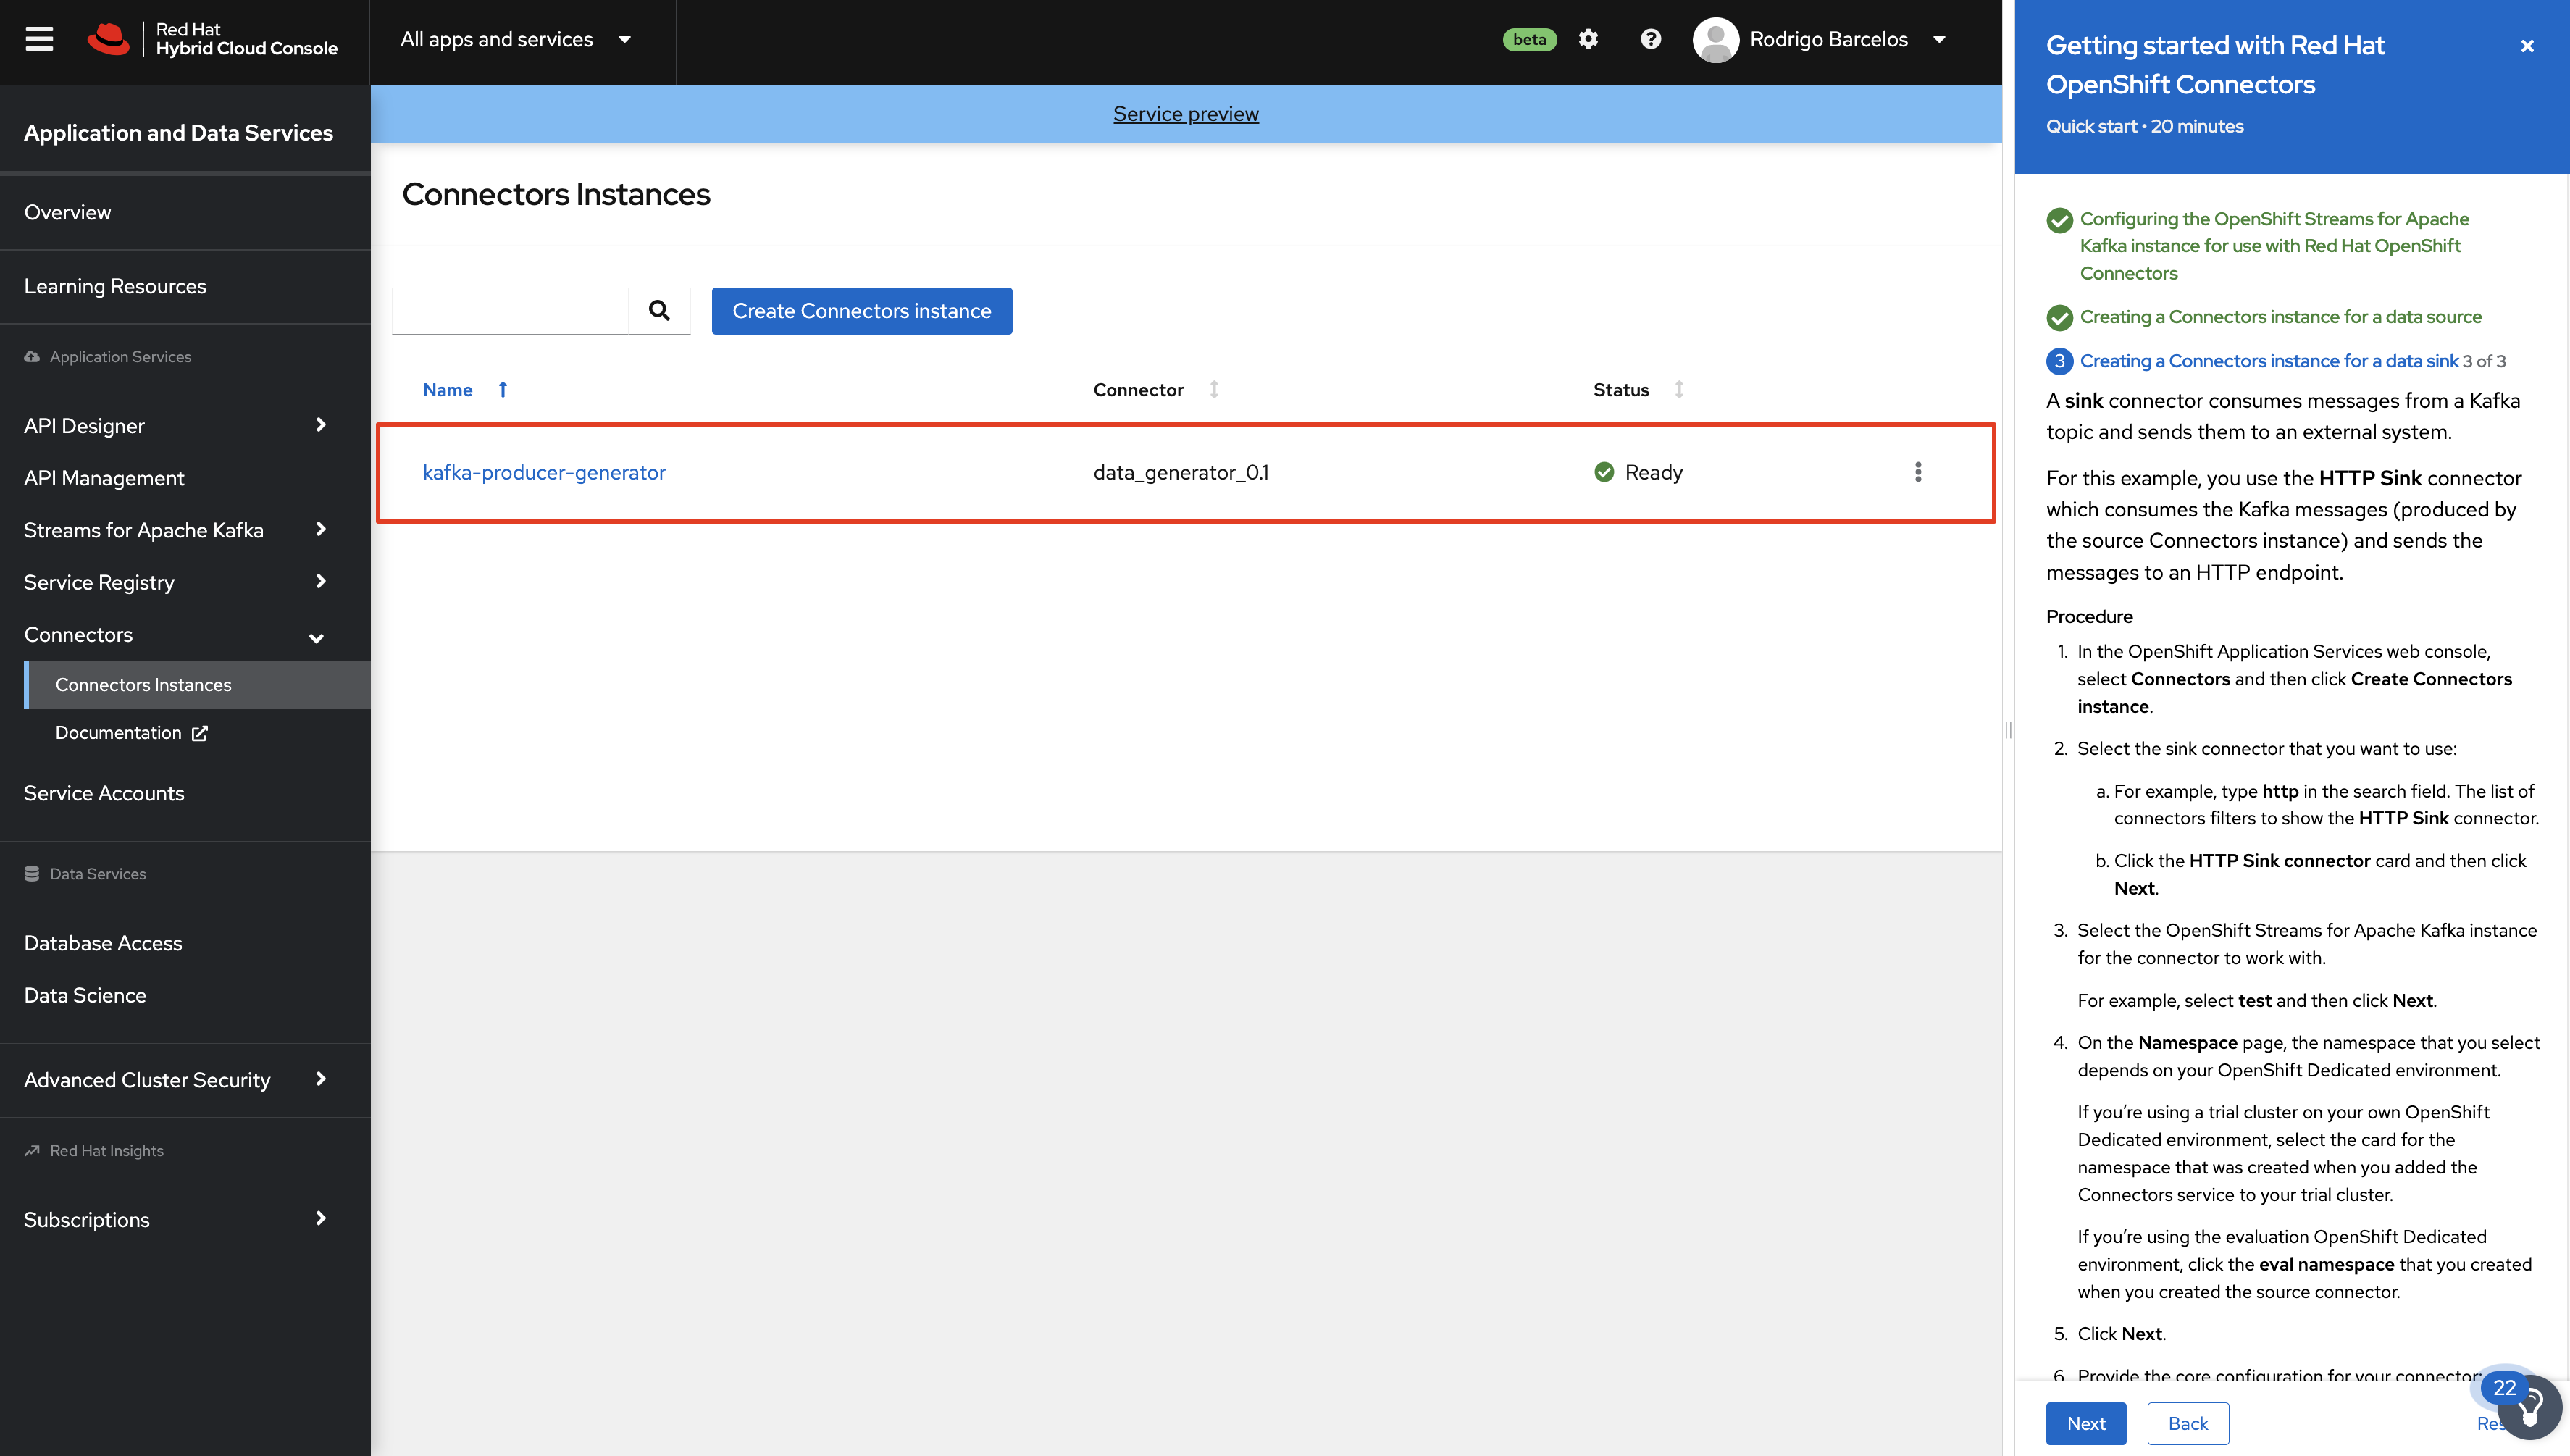 Red Hat
Hybrid Cloud Console
All apps and services
beta
Rodrigo Barcelos
Application and Data Services
Overview
Learning Resources
Application Services
API Designer
API Management
Streams for Apache Kafka
Service Registry
Connectors
Connectors Instances
Documentation
Service Accounts
Data Services
Database Access
Data Science
Advanced Cluster Security
Red Hat Insights
Subscriptions
Service preview
Connectors Instances
Create Connectors instance
Name Connector Status
kafka-producer-generator data_generator_0.1 Ready
Getting started with Red Hat
OpenShift Connectors
Quick start • 20 minutes
Configuring the OpenShift Streams for Apache
Kafka instance for use with Red Hat OpenShift
Connectors
Creating a Connectors instance for a data source
3 Creating a Connectors instance for a data sink 3 of 3
A sink connector consumes messages from a Kafka
topic and sends them to an external system.
For this example, you use the HTTP Sink connector
which consumes the Kafka messages (produced by
the source Connectors instance) and sends the
messages to an HTTP endpoint.
Procedure
1. In the OpenShift Application Services web console,
select Connectors and then click Create Connectors
instance.
2. Select the sink connector that you want to use:
a. For example, type http in the search field. The list of
connectors filters to show the HTTP Sink connector.
b. Click the HTTP Sink connector card and then click
Next.
3. Select the OpenShift Streams for Apache Kafka instance
for the connector to work with.
For example, select test and then click Next.
4. On the Namespace page, the namespace that you select
depends on your OpenShift Dedicated environment.
If you’re using a trial cluster on your own OpenShift
Dedicated environment, select the card for the
namespace that was created when you added the
Connectors service to your trial cluster.
If you’re using the evaluation OpenShift Dedicated
environment, click the eval namespace that you created
when you created the source connector.
5. Click Next.
6. Provide the core configuration for your connector:
22
Next
Back